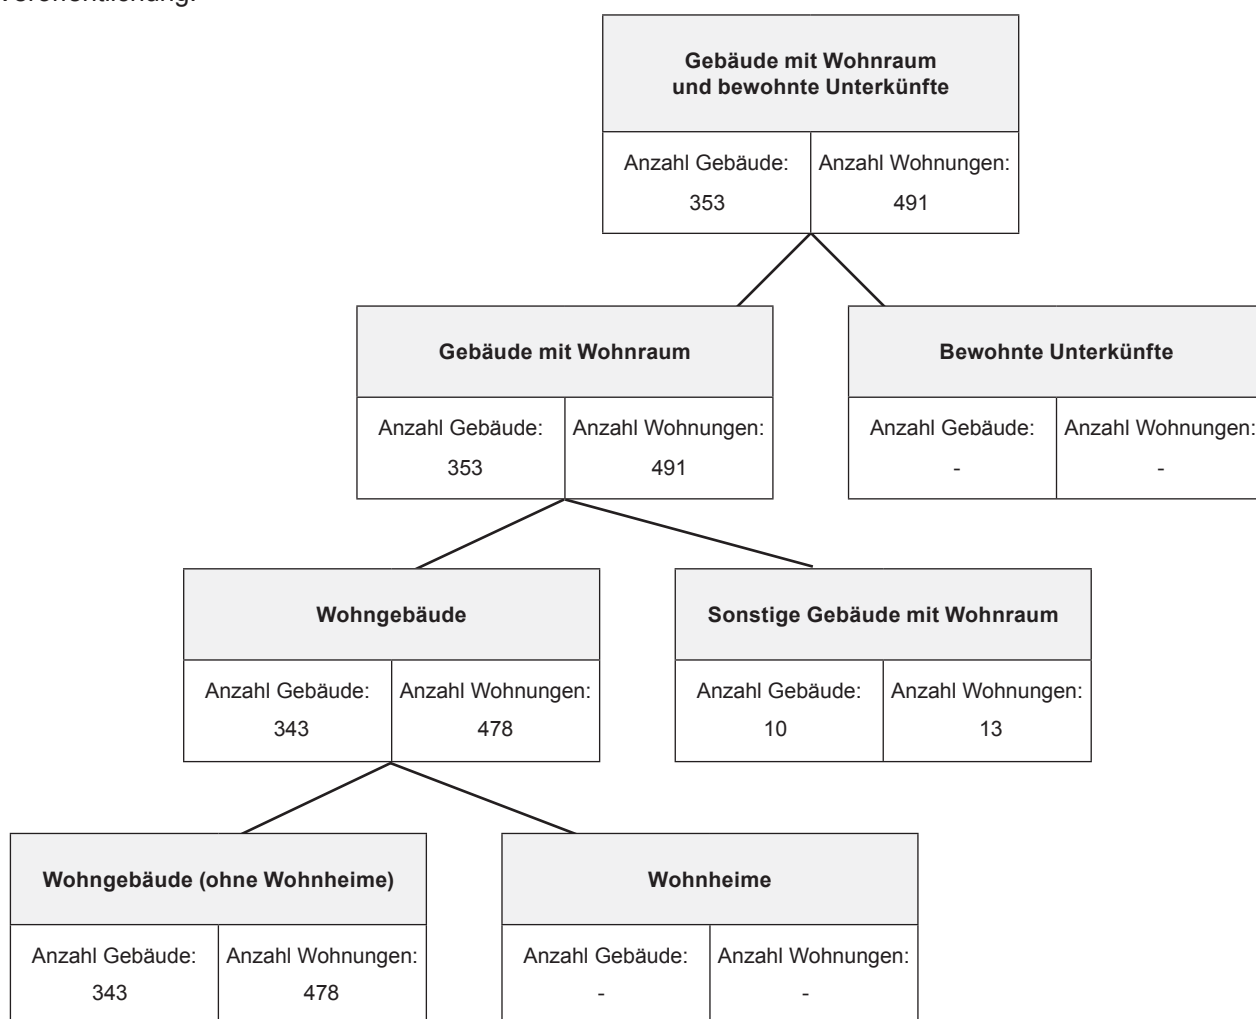 Gebäude mit Wohnraum
und bewohnte Unterkünfte
Anzahl Gebäude:
Anzahl Wohnungen:
353
491
Gebäude mit Wohnraum
Anzahl Gebäude:
Anzahl Wohnungen:
353
491
Bewohnte Unterkünfte
Anzahl Gebäude:
Anzahl Wohnungen:
-
-
Wohngebäude
Anzahl Gebäude:
Anzahl Wohnungen:
343
478
Sonstige Gebäude mit Wohnraum
Anzahl Gebäude:
Anzahl Wohnungen:
10
13
Wohngebäude (ohne Wohnheime)
Anzahl Gebäude:
Anzahl Wohnungen:
343
478
Wohnheime
Anzahl Gebäude:
Anzahl Wohnungen:
-
-